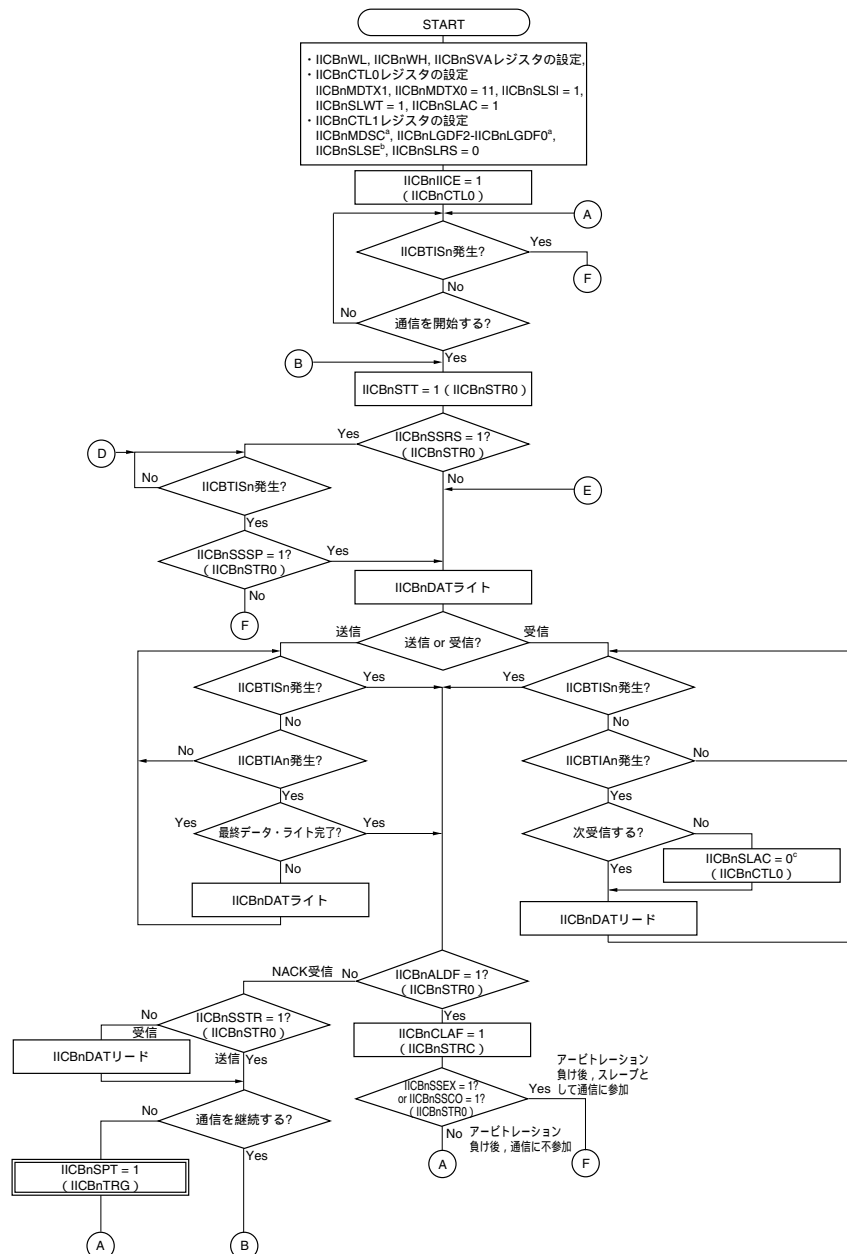 START
・IICBnWL, IICBnWH, IICBnSVAレジスタの設定,
・IICBnCTL0レジスタの設定
IICBnMDTX1, IICBnMDTX0 = 11, IICBnSLSI = 1,
IICBnSLWT = 1, IICBnSLAC = 1
・IICBnCTL1レジスタの設定
IICBnMDSCa, IICBnLGDF2-IICBnLGDF0a,
IICBnSLSEb, IICBnSLRS = 0
IICBnIICE = 1
( IICBnCTL0 )
A
IICBTISn発生?
Yes
F
No
通信を開始する?
No
Yes
B
IICBnSTT = 1 ( IICBnSTR0 )
IICBnSSRS = 1?
( IICBnSTR0 )
Yes
No
D
IICBTISn発生?
No
Yes
E
IICBnSSSP = 1?
( IICBnSTR0 )
Yes
No
F
IICBnDATライト
送信 or 受信?
送信
受信
IICBTISn発生?
Yes
No
IICBTIAn発生?
No
Yes
最終データ・ライト完了?
Yes
Yes
No
IICBnDATライト
Yes
IICBTISn発生?
No
IICBTIAn発生?
No
Yes
次受信する?
No
Yes
IICBnSLAC = 0c
( IICBnCTL0 )
IICBnDATリード
IICBnALDF = 1?
( IICBnSTR0 )
NACK受信 No
Yes
IICBnSSTR = 1?
( IICBnSTR0 )
No
受信
IICBnDATリード
送信 Yes
通信を継続する?
No
Yes
IICBnSPT = 1
( IICBnTRG )
A
B
IICBnCLAF = 1
( IICBnSTRC )
IICBnSSEX = 1?
or IICBnSSCO = 1?
( IICBnSTR0 )
Yes
アービトレーション
負け後 , スレーブと
して通信に参加
No
アービトレーション
負け後 , 通信に不参加
A
F